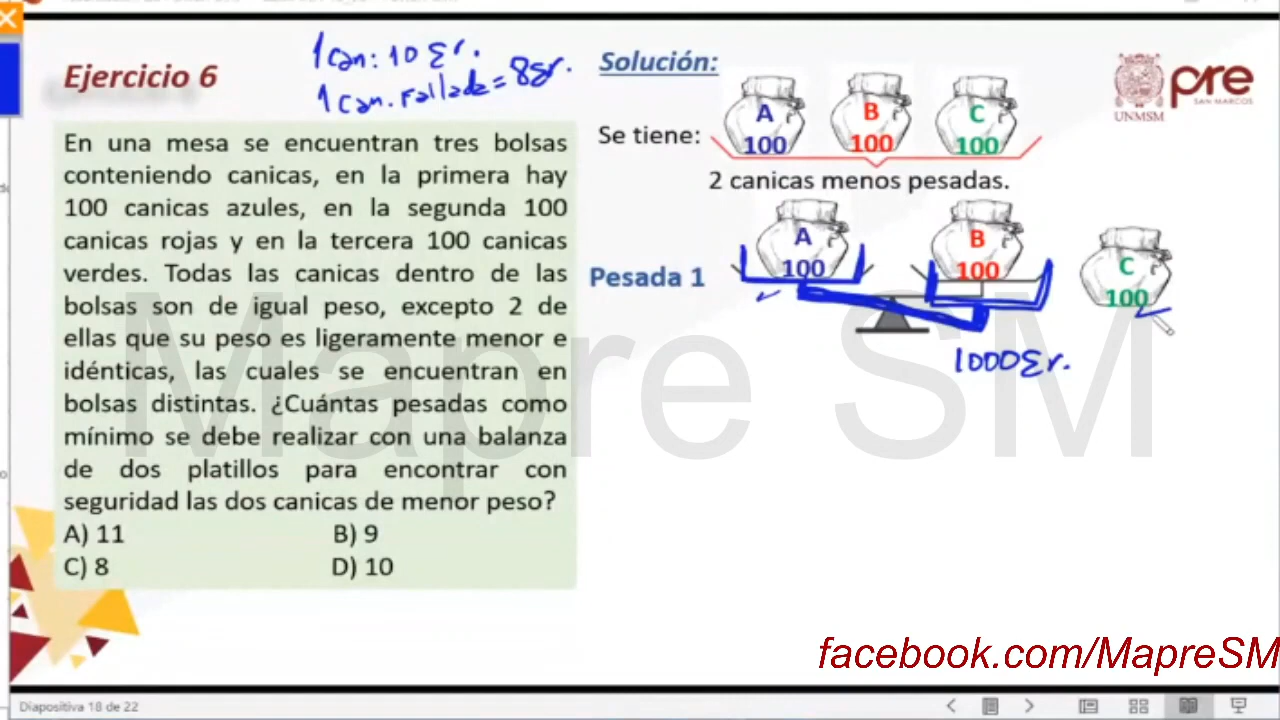 Ejercicio 6
1 can: 10 gr.
1 can. Fallada = 8gr.
En una mesa se encuentran tres bolsas
conteniendo canicas, en la primera hay
100 canicas azules, en la segunda 100
canicas rojas y en la tercera 100 canicas
verdes. Todas las canicas dentro de las
bolsas son de igual peso, excepto 2 de
ellas que su peso es ligeramente menor e
idénticas, las cuales se encuentran en
bolsas distintas. ¿Cuántas pesadas como
mínimo se debe realizar con una balanza
de dos platillos para encontrar con
seguridad las dos canicas de menor peso?
A) 11 B) 9
C) 8 D) 10
Solución:
Se tiene:
A B C
100 100 100
2 canicas menos pesadas.
Pesada 1
A B C
100 100 100
1000 gr.
UNMSM
pre
SAN MARCOS
Mapre SM
facebook.com/MapreSM
Diapositiva 18 de 22